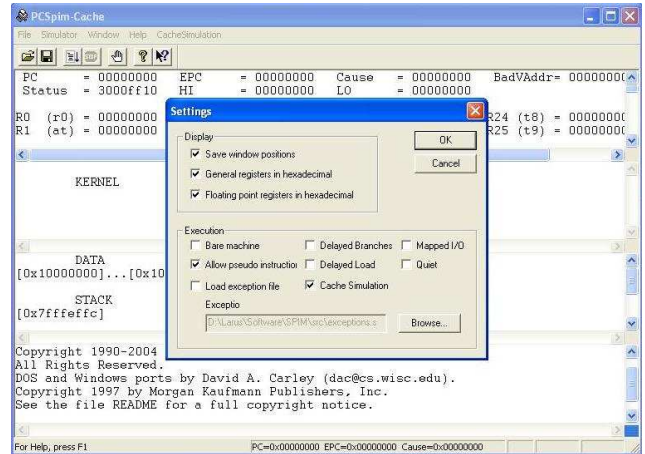 PCSpim-Cache
File Simulator Window Help CacheSimulation
PC = 00000000 EPC = 00000000 Cause = 00000000 BadVAddr= 00000000
Status = 3000ff10 HI = 00000000 LO = 00000000
R0 (r0) = 00000000 R24 (t8) = 00000000
R1 (at) = 00000000 R25 (t9) = 00000000
Settings
Display
Save window positions
General registers in hexadecimal
Floating point registers in hexadecimal
OK
Cancel
KERNEL
Execution
Bare machine Delayed Branches Mapped I/O
Allow pseudo instruction Delayed Load Quiet
Load exception file Cache Simulation
Exceptio
D:\Larus\Software\SPIM\src\exceptions.s Browse...
DATA
[0x10000000]...[0x10
STACK
[0x7fffeffc]
Copyright 1990-2004
All Rights Reserved.
DOS and Windows ports by David A. Carley (dac@cs.wisc.edu).
Copyright 1997 by Morgan Kaufmann Publishers, Inc.
See the file README for a full copyright notice.
For Help, press F1 PC=0x00000000 EPC=0x00000000 Cause=0x00000000